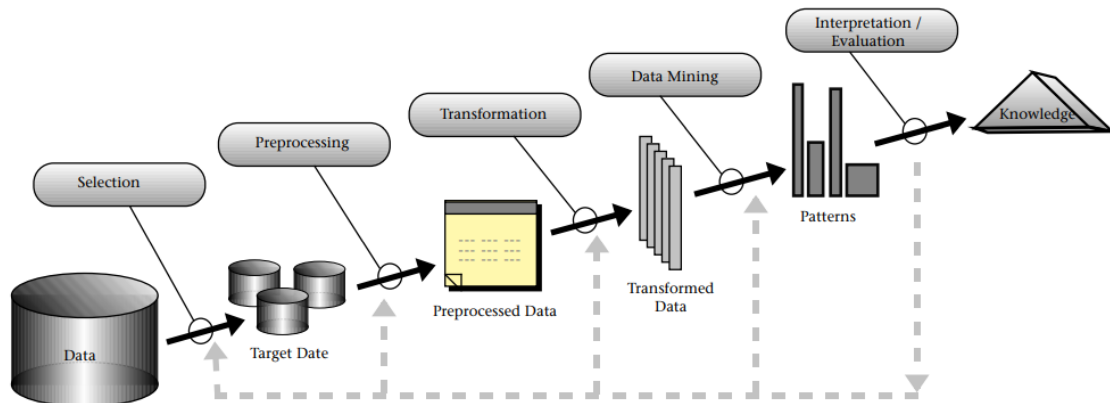 Interpretation /
Evaluation
Data Mining
Transformation
Preprocessing
Selection
Data
Target Date
Preprocessed Data
Transformed
Data
Patterns
Knowledge